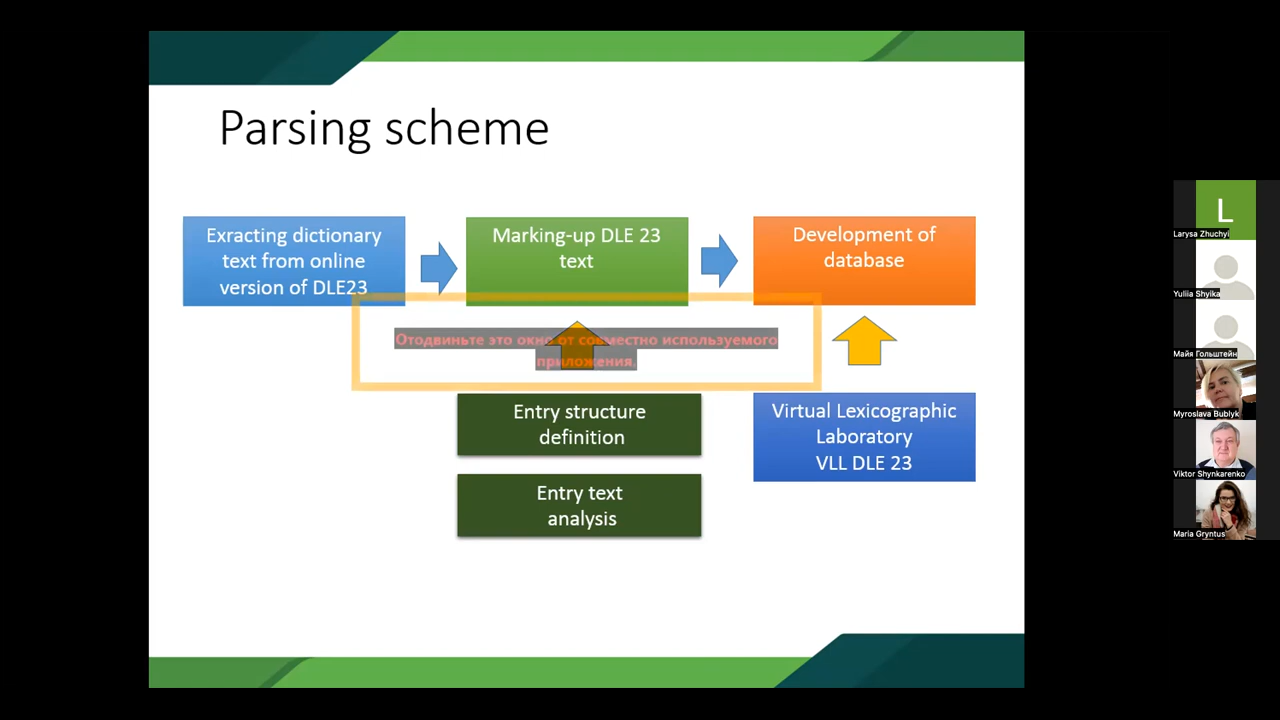 Parsing scheme
Exracting dictionary
text from online
version of DLE23
Marking-up DLE 23
text
Development of
database
Отодвиньте это окно от совместно используемого
приложения.
Entry structure
definition
Virtual Lexicographic
Laboratory
VLL DLE 23
Entry text
analysis
L
Larysa Zhuchyi
Yuliia Shyika
Майя Гольштейн
Myroslava Bublyk
Viktor Shynkarenko
Maria Gryntus